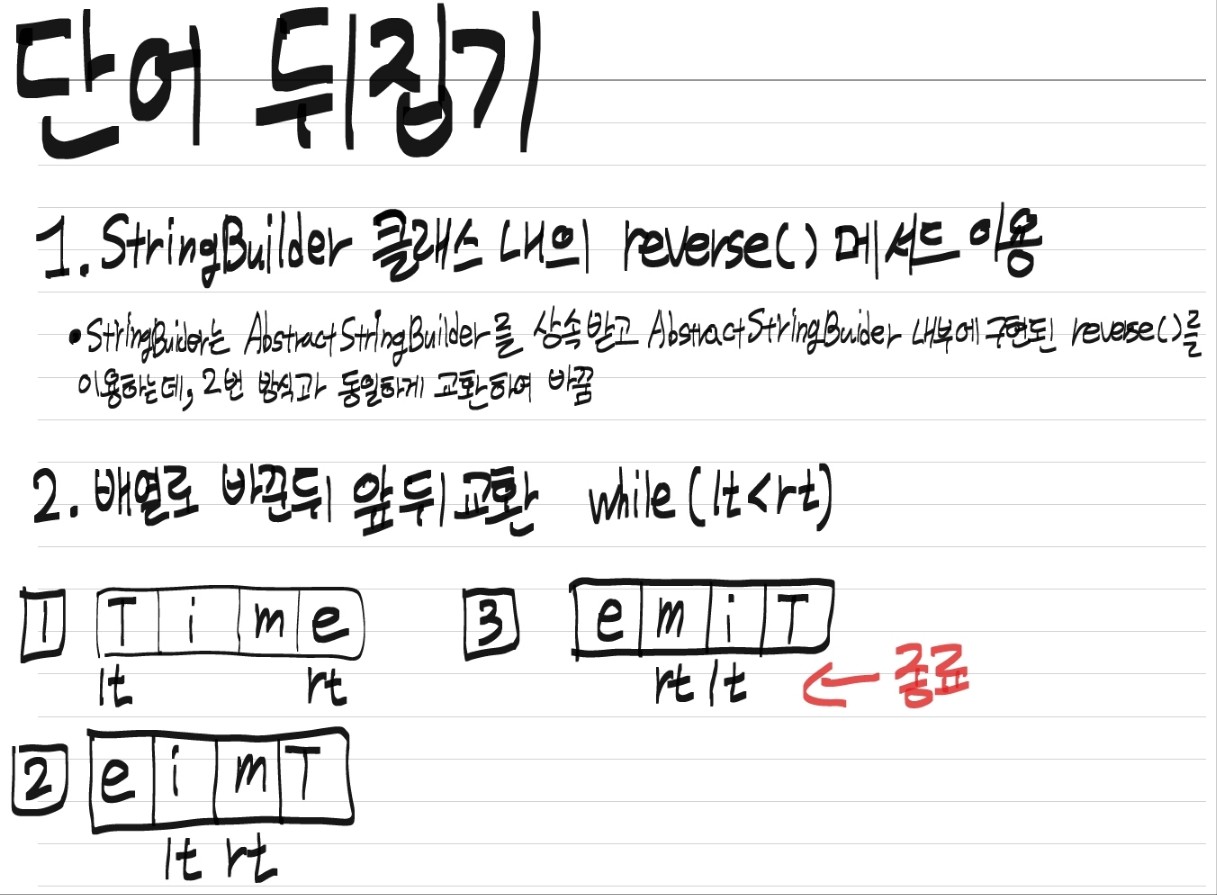 단어 뒤집기
1. StringBuilder 클래스 내의 reverse() 메서드 이용
• StringBuider는 AbstractStringBuilder를 상속받고 AbstractStringBuider 내부에 구현된 reverse()를
이용하는데, 2번 방식과 동일하게 교환하여 바꿈
2. 배열로 바꾼뒤 앞뒤 교환 while(lt<rt)
1 T i m e
lt rt
3 e m i T
rt lt ← 종료
2 e i m T
lt rt